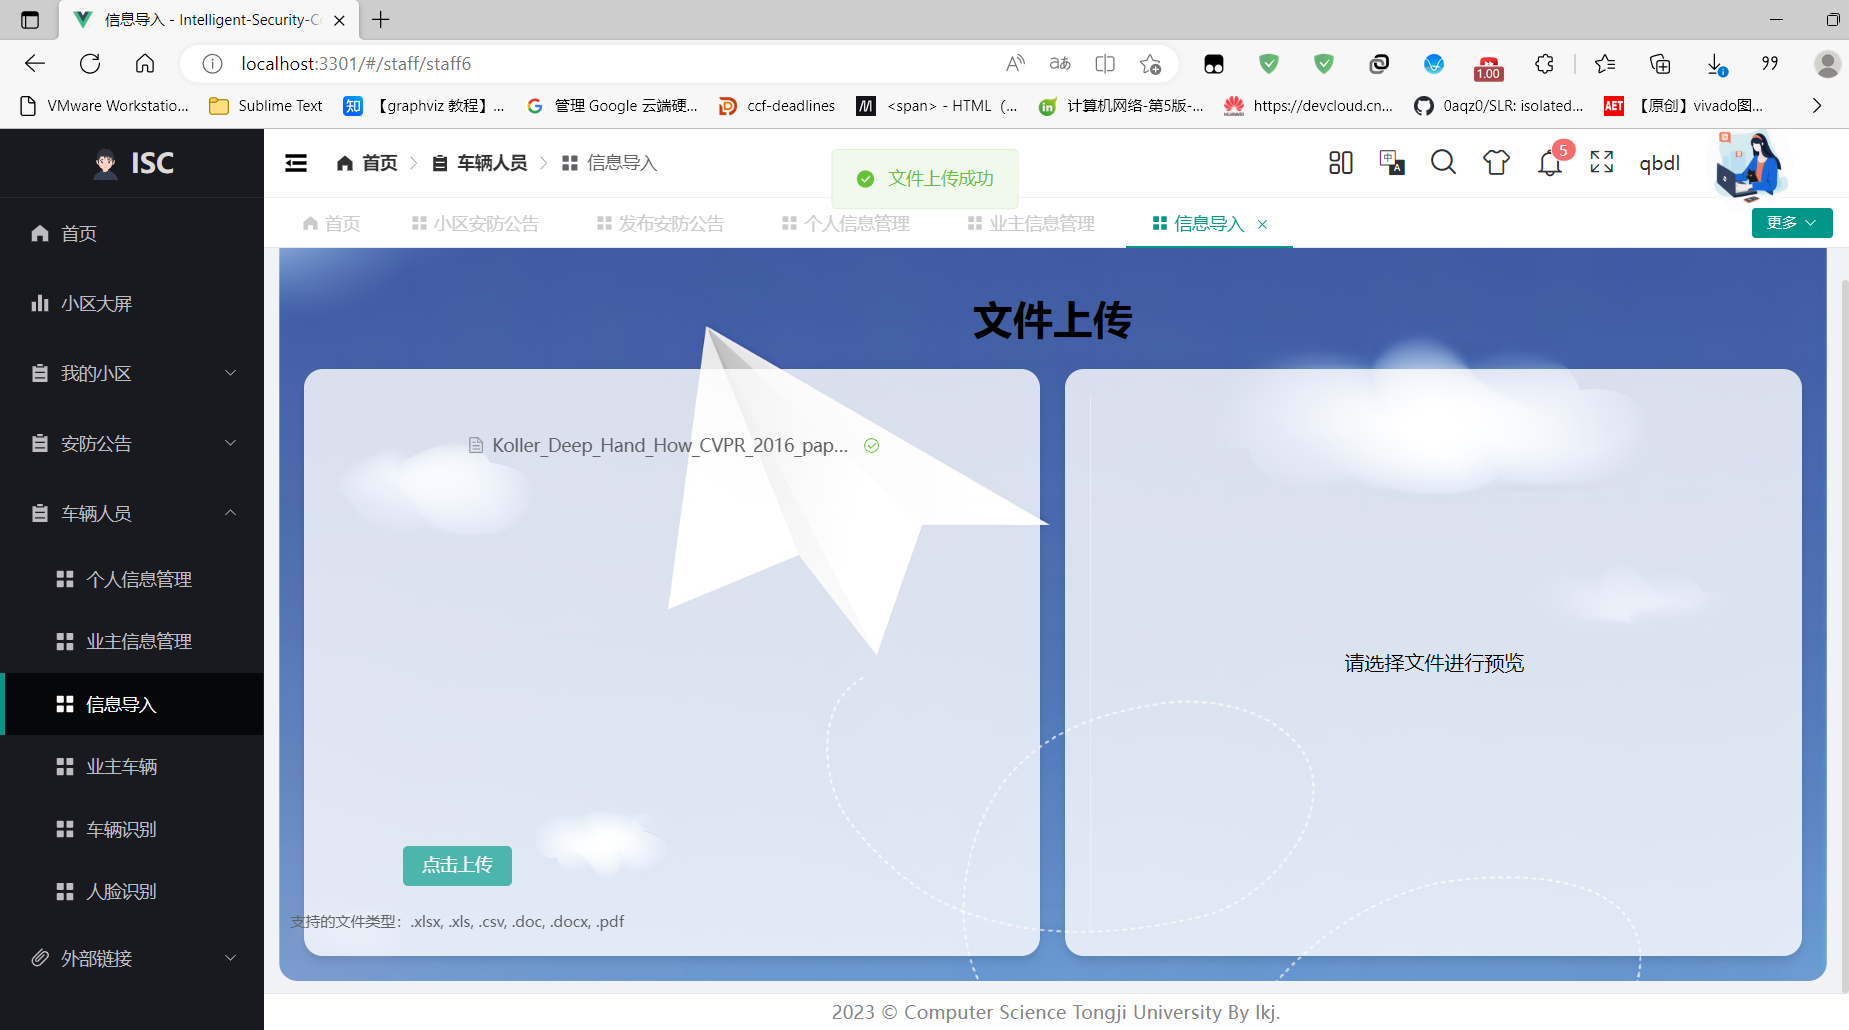 信息导入 - Intelligent-Security-C
localhost:3301/#/staff/staff6
1.00
VMware Workstatio...
Sublime Text
知 【graphviz 教程】...
管理 Google 云端硬...
ccf-deadlines
<span> - HTML (...
计算机网络-第5版-...
https://devcloud.cn...
0aqz0/SLR: isolated...
AET 【原创】vivado图...
ISC
首页
小区大屏
我的小区
安防公告
车辆人员
个人信息管理
业主信息管理
信息导入
业主车辆
车辆识别
人脸识别
外部链接
首页 > 车辆人员 > 信息导入
文件上传成功
5
qbdl
首页
小区安防公告
发布安防公告
个人信息管理
业主信息管理
信息导入
更多
文件上传
Koller_Deep_Hand_How_CVPR_2016_pap...
点击上传
支持的文件类型：.xlsx, .xls, .csv, .doc, .docx, .pdf
请选择文件进行预览
2023 © Computer Science Tongji University By lkj.